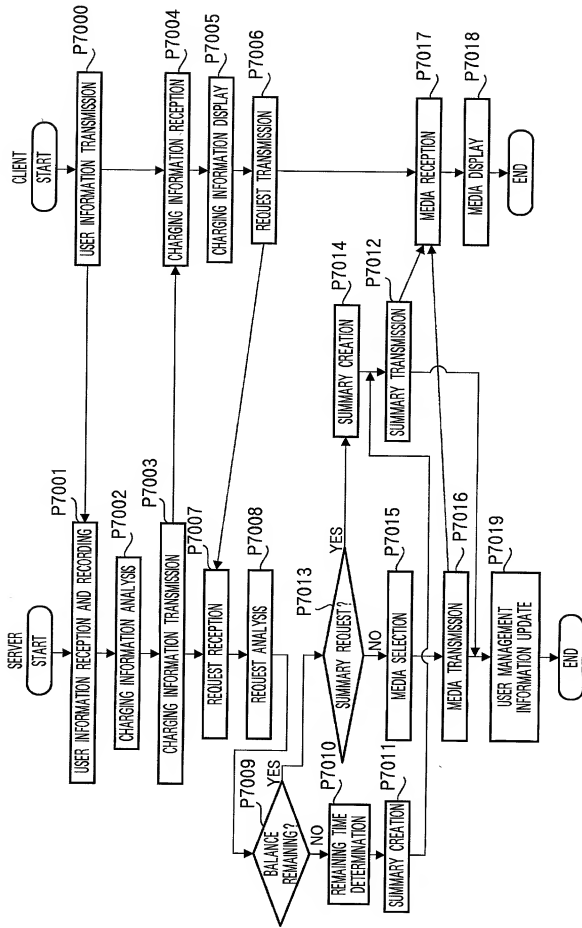 SERVER
START
P7001
USER INFORMATION RECEPTION AND RECORDING
P7002
CHARGING INFORMATION ANALYSIS
P7003
CHARGING INFORMATION TRANSMISSION
P7007
REQUEST RECEPTION
P7008
REQUEST ANALYSIS
P7009
BALANCE
REMAINING?
YES
NO
P7010
REMAINING TIME
DETERMINATION
P7011
SUMMARY CREATION
P7013
SUMMARY REQUEST?
YES
NO
P7015
MEDIA SELECTION
P7016
MEDIA TRANSMISSION
P7019
USER MANAGEMENT
INFORMATION UPDATE
END
P7014
SUMMARY CREATION
P7012
SUMMARY TRANSMISSION
CLIENT
START
P7000
USER INFORMATION TRANSMISSION
P7004
CHARGING INFORMATION RECEPTION
P7005
CHARGING INFORMATION DISPLAY
P7006
REQUEST TRANSMISSION
P7017
MEDIA RECEPTION
P7018
MEDIA DISPLAY
END